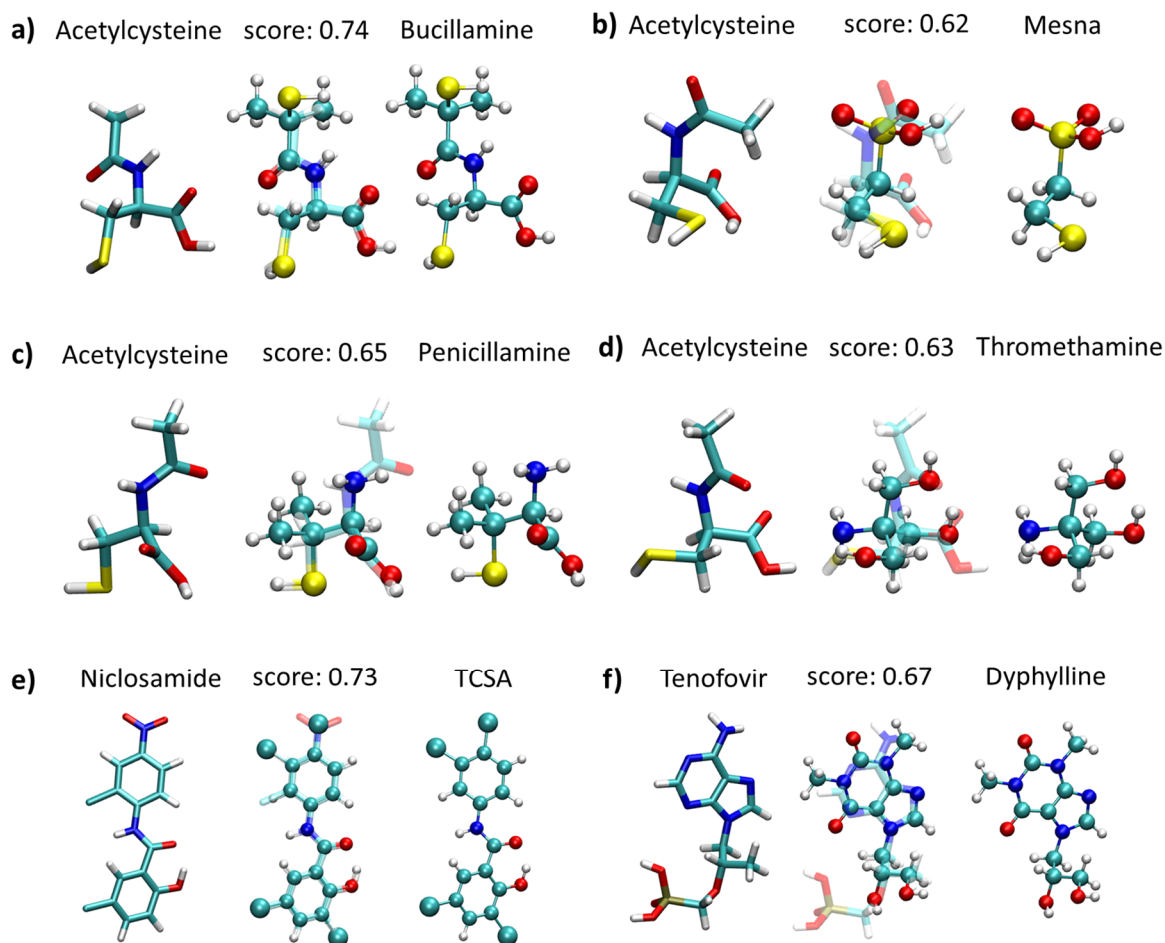 a) Acetylcysteine score: 0.74 Bucillamine
b) Acetylcysteine score: 0.62 Mesna
c) Acetylcysteine score: 0.65 Penicillamine
d) Acetylcysteine score: 0.63 Thromethamine
e) Niclosamide score: 0.73 TCSA
f) Tenofovir score: 0.67 Dyphylline